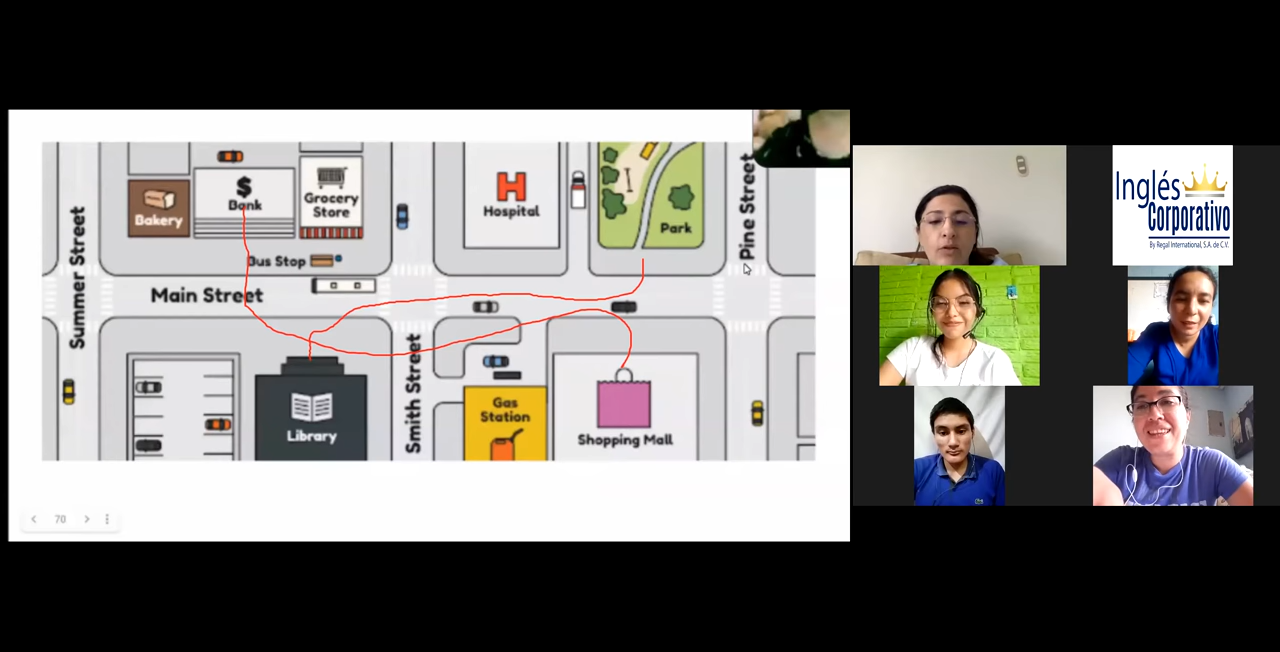 Bakery
$
Bank
Grocery
Store
H
Hospital
Park
Bus Stop
Summer Street
Main Street
Pine Street
Smith Street
Library
Gas
Station
Shopping Mall
70
Inglés
Corporativo
By Regal International, S.A. de C.V.